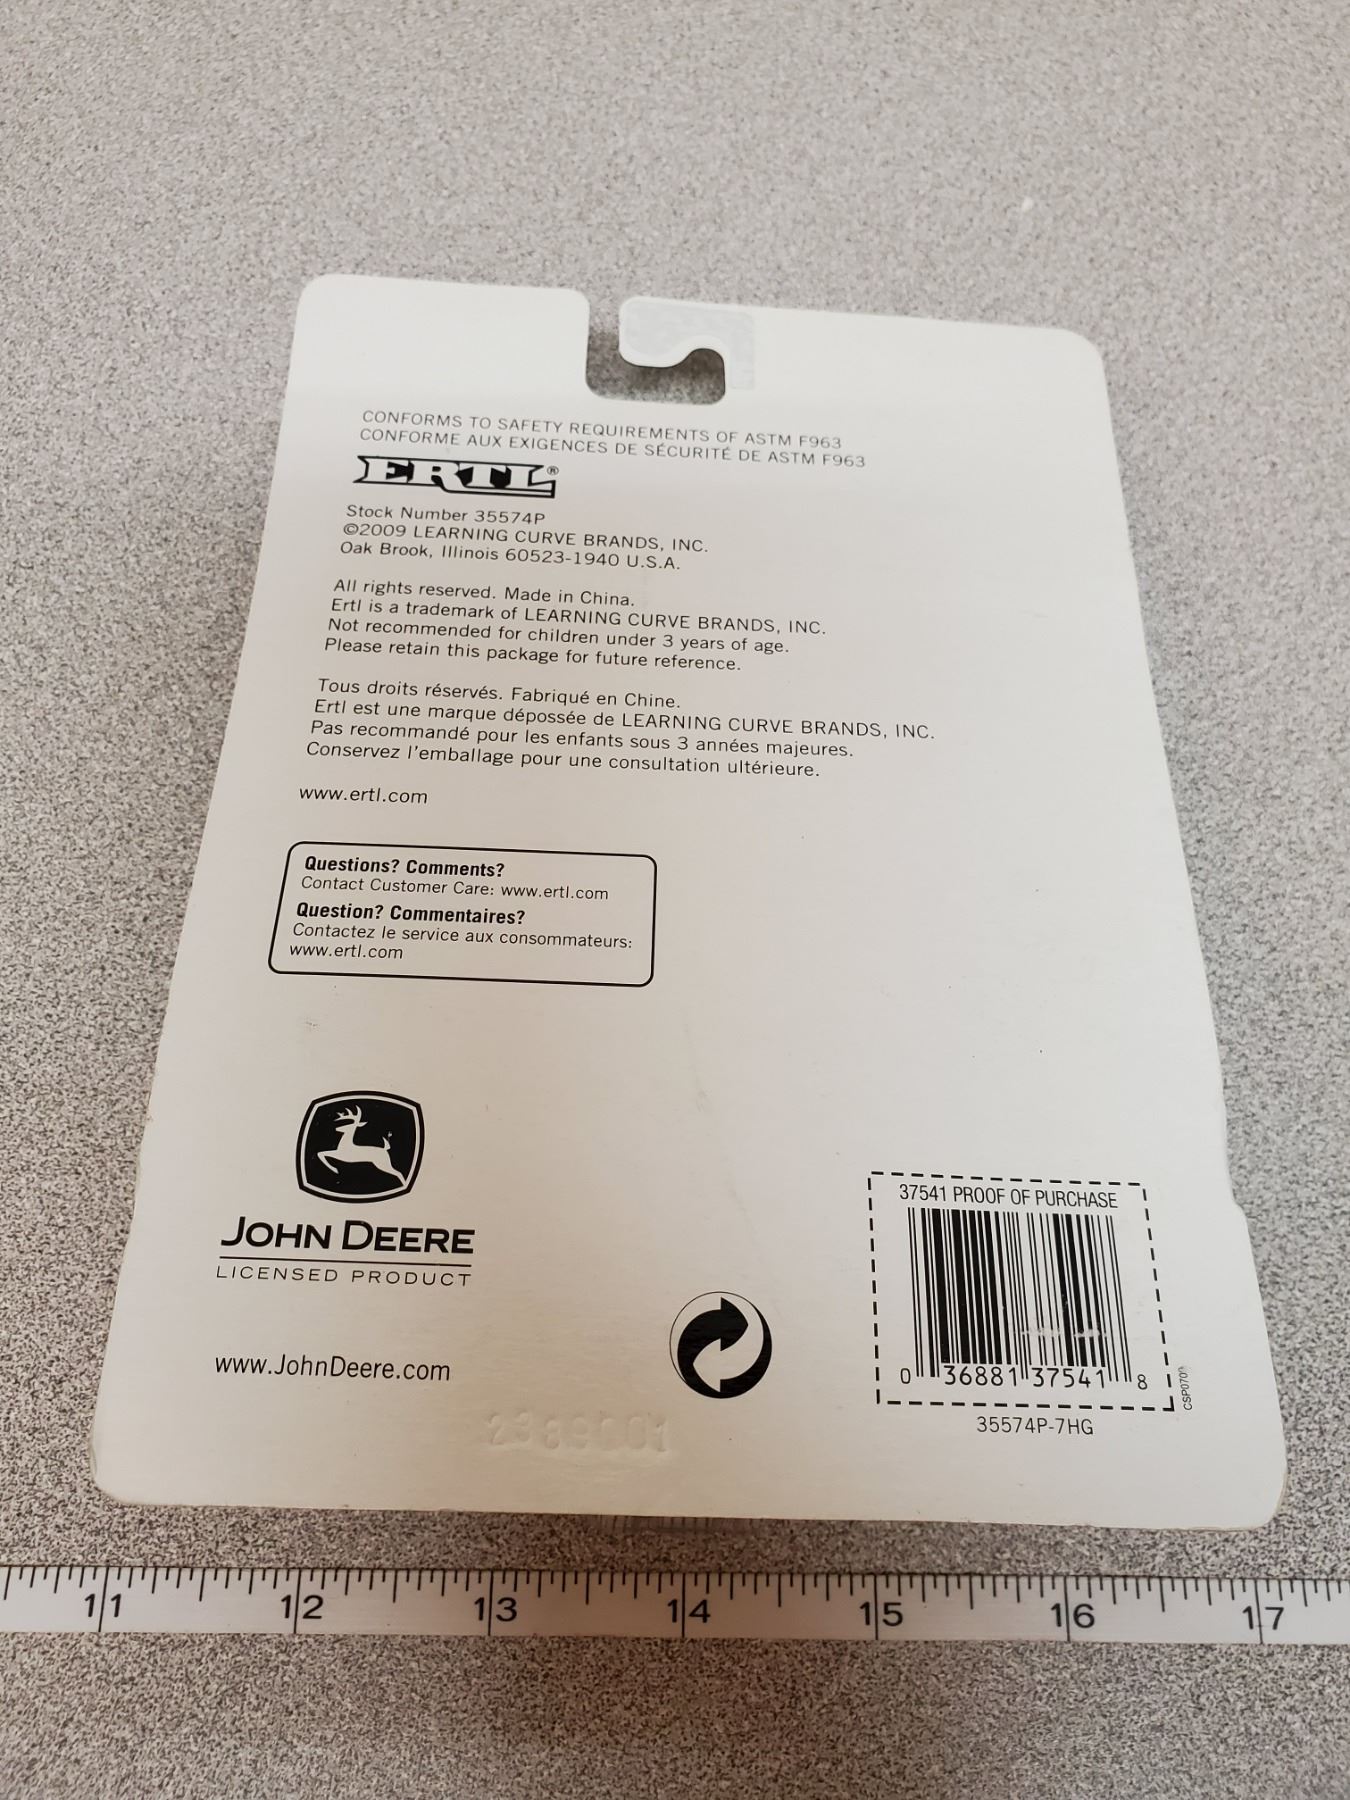 CONFORMS TO SAFETY REQUIREMENTS OF ASTM F963
CONFORME AUX EXIGENCES DE SÉCURITÉ DE ASTM F963
ERTL®
Stock Number 35574P
©2009 LEARNING CURVE BRANDS, INC.
Oak Brook, Illinois 60523-1940 U.S.A.
All rights reserved. Made in China.
Ertl is a trademark of LEARNING CURVE BRANDS, INC.
Not recommended for children under 3 years of age.
Please retain this package for future reference.
Tous droits réservés. Fabriqué en Chine.
Ertl est une marque dépossée de LEARNING CURVE BRANDS, INC.
Pas recommandé pour les enfants sous 3 années majeures.
Conservez l'emballage pour une consultation ultérieure.
www.ertl.com
Questions? Comments?
Contact Customer Care: www.ertl.com
Question? Commentaires?
Contactez le service aux consommateurs:
www.ertl.com
JOHN DEERE
LICENSED PRODUCT
www.JohnDeere.com
37541 PROOF OF PURCHASE
0 36881 37541 8
35574P-7HG
11 12 13 14 15 16 17